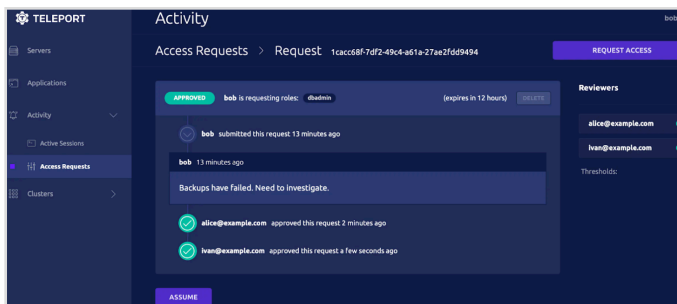 TELEPORT
Activity
bob
Servers
Access Requests > Request 1cacc68f-7df2-49c4-a61a-27ae2fdd9494
REQUEST ACCESS
Applications
APPROVED bob is requesting roles: dbadmin (expires in 12 hours) DELETE
Reviewers
Activity
bob submitted this request 13 minutes ago
alice@example.com
Active Sessions
ivan@example.com
Access Requests
bob 13 minutes ago
Thresholds:
Clusters
Backups have failed. Need to investigate.
alice@example.com approved this request 2 minutes ago
ivan@example.com approved this request a few seconds ago
ASSUME